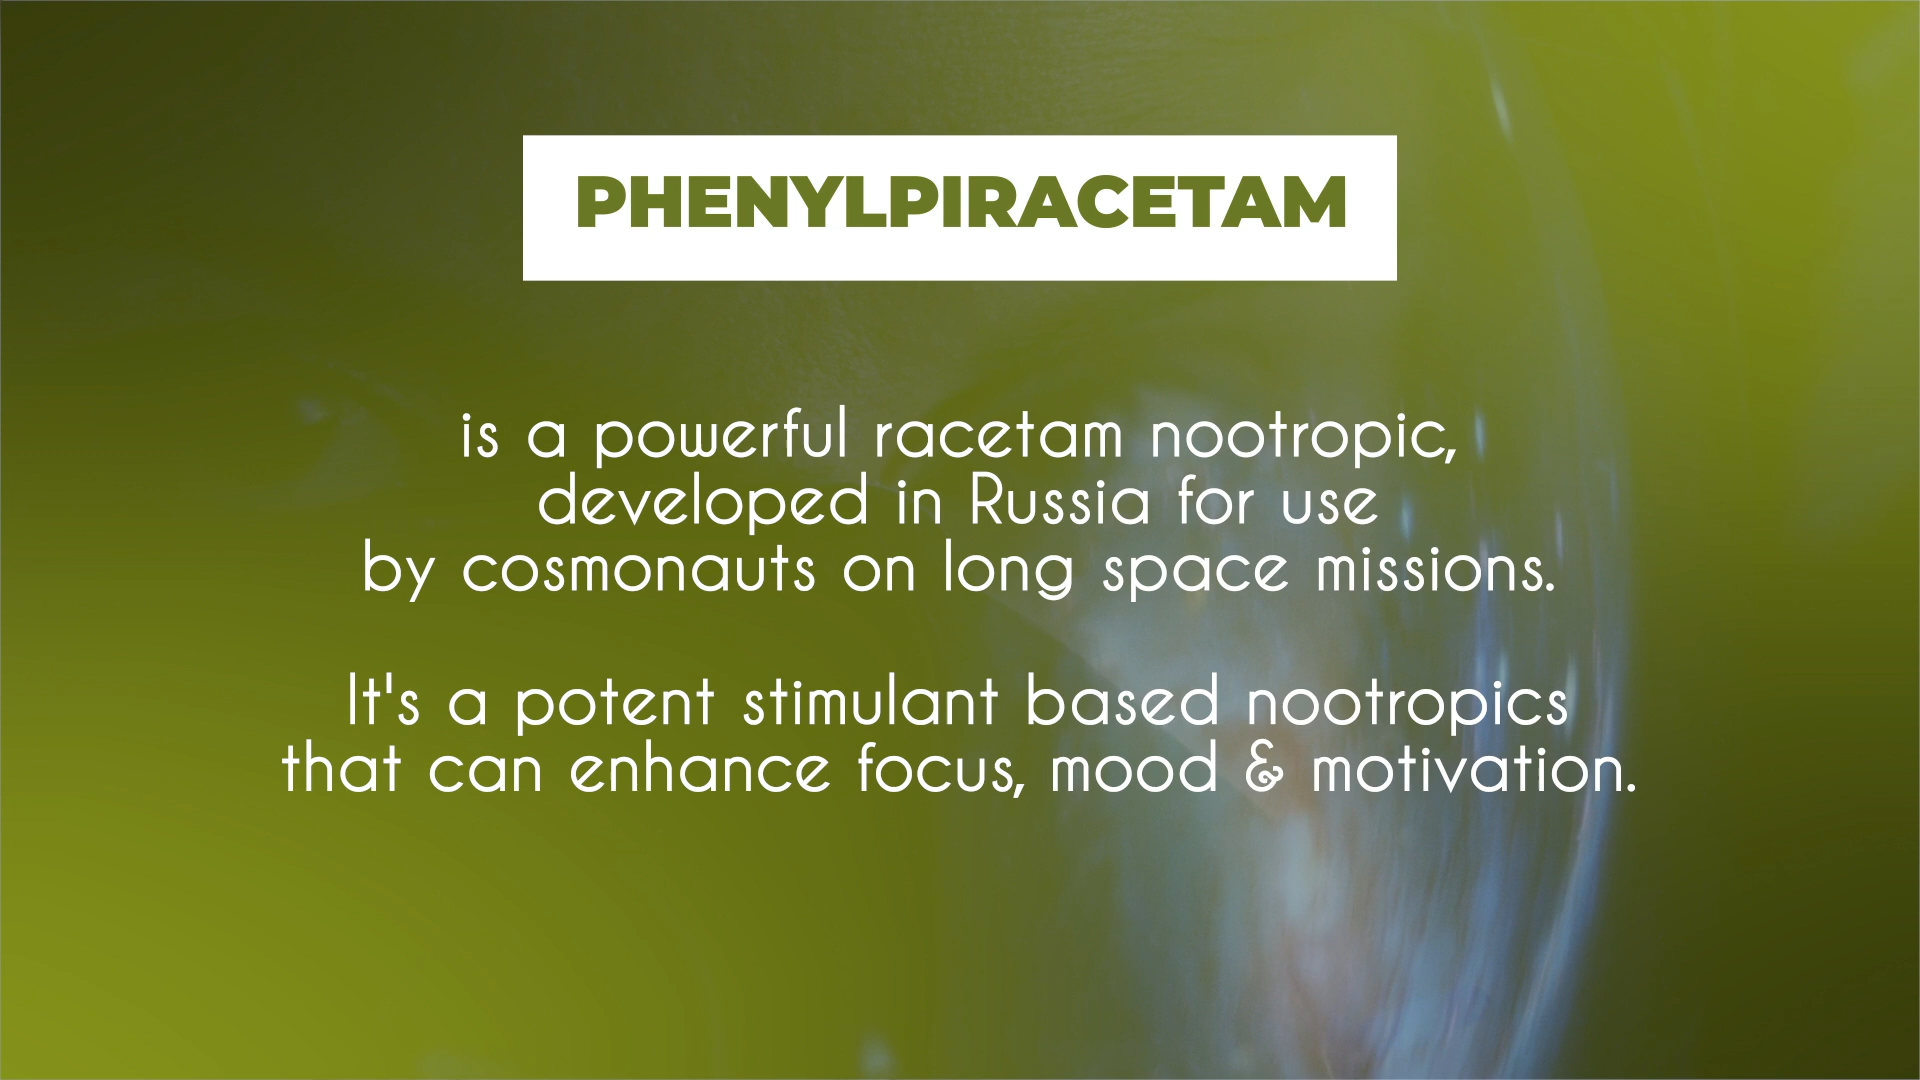 PHENYLPIRACETAM
is a powerful racetam nootropic,
developed in Russia for use
by cosmonauts on long space missions.
It's a potent stimulant based nootropics
that can enhance focus, mood & motivation.